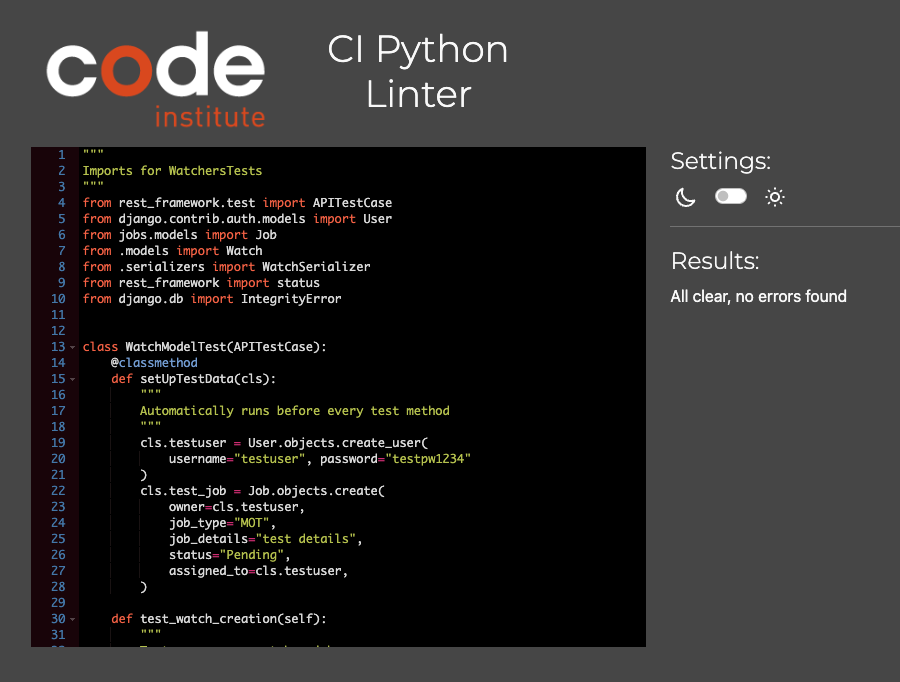 code
institute
CI Python
Linter
1 """
2 Imports for WatchersTests
3 """
4 from rest_framework.test import APITestCase
5 from django.contrib.auth.models import User
6 from jobs.models import Job
7 from .models import Watch
8 from .serializers import WatchSerializer
9 from rest_framework import status
10 from django.db import IntegrityError
11
12
13 class WatchModelTest(APITestCase):
14     @classmethod
15     def setUpTestData(cls):
16         """
17         Automatically runs before every test method
18         """
19         cls.testuser = User.objects.create_user(
20             username="testuser", password="testpw1234"
21         )
22         cls.test_job = Job.objects.create(
23             owner=cls.testuser,
24             job_type="MOT",
25             job_details="test details",
26             status="Pending",
27             assigned_to=cls.testuser,
28         )
29
30     def test_watch_creation(self):
31         """
Settings:
Results:
All clear, no errors found